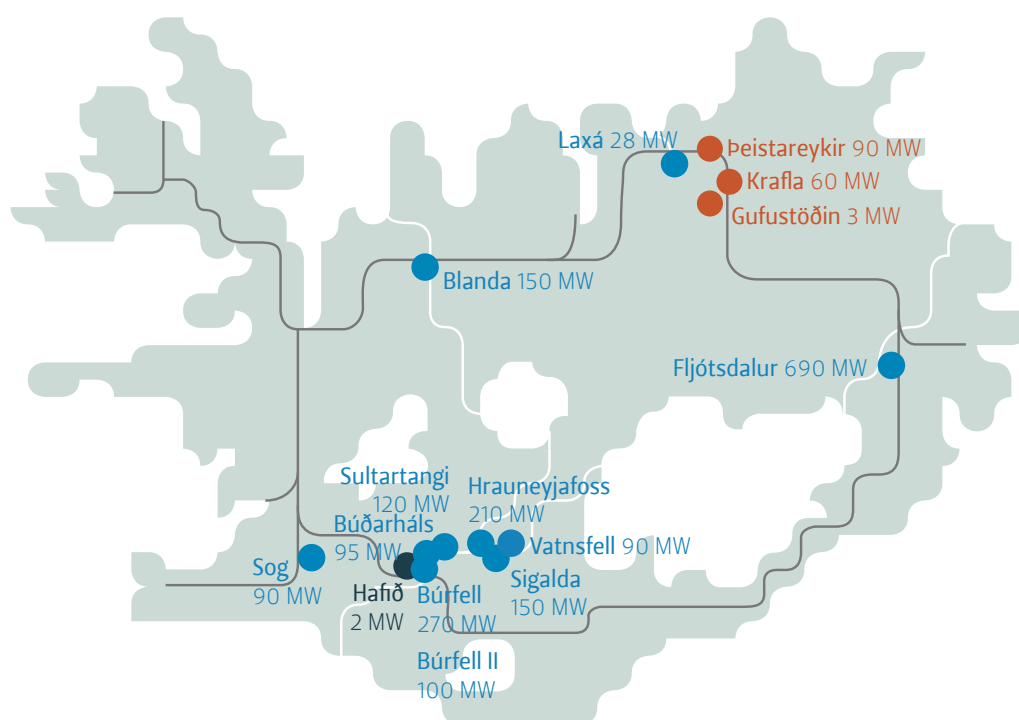 Laxá 28 MW
Þeistareykir 90 MW
Krafla 60 MW
Gufustöðin 3 MW
Blanda 150 MW
Fljótsdalur 690 MW
Sultartangi
120 MW
Hrauneyjafoss
210 MW
Búðarháls
95 MW
Vatnsfell 90 MW
Sog
90 MW
Sigalda
150 MW
Hafið
2 MW
Búrfell
270 MW
Búrfell II
100 MW